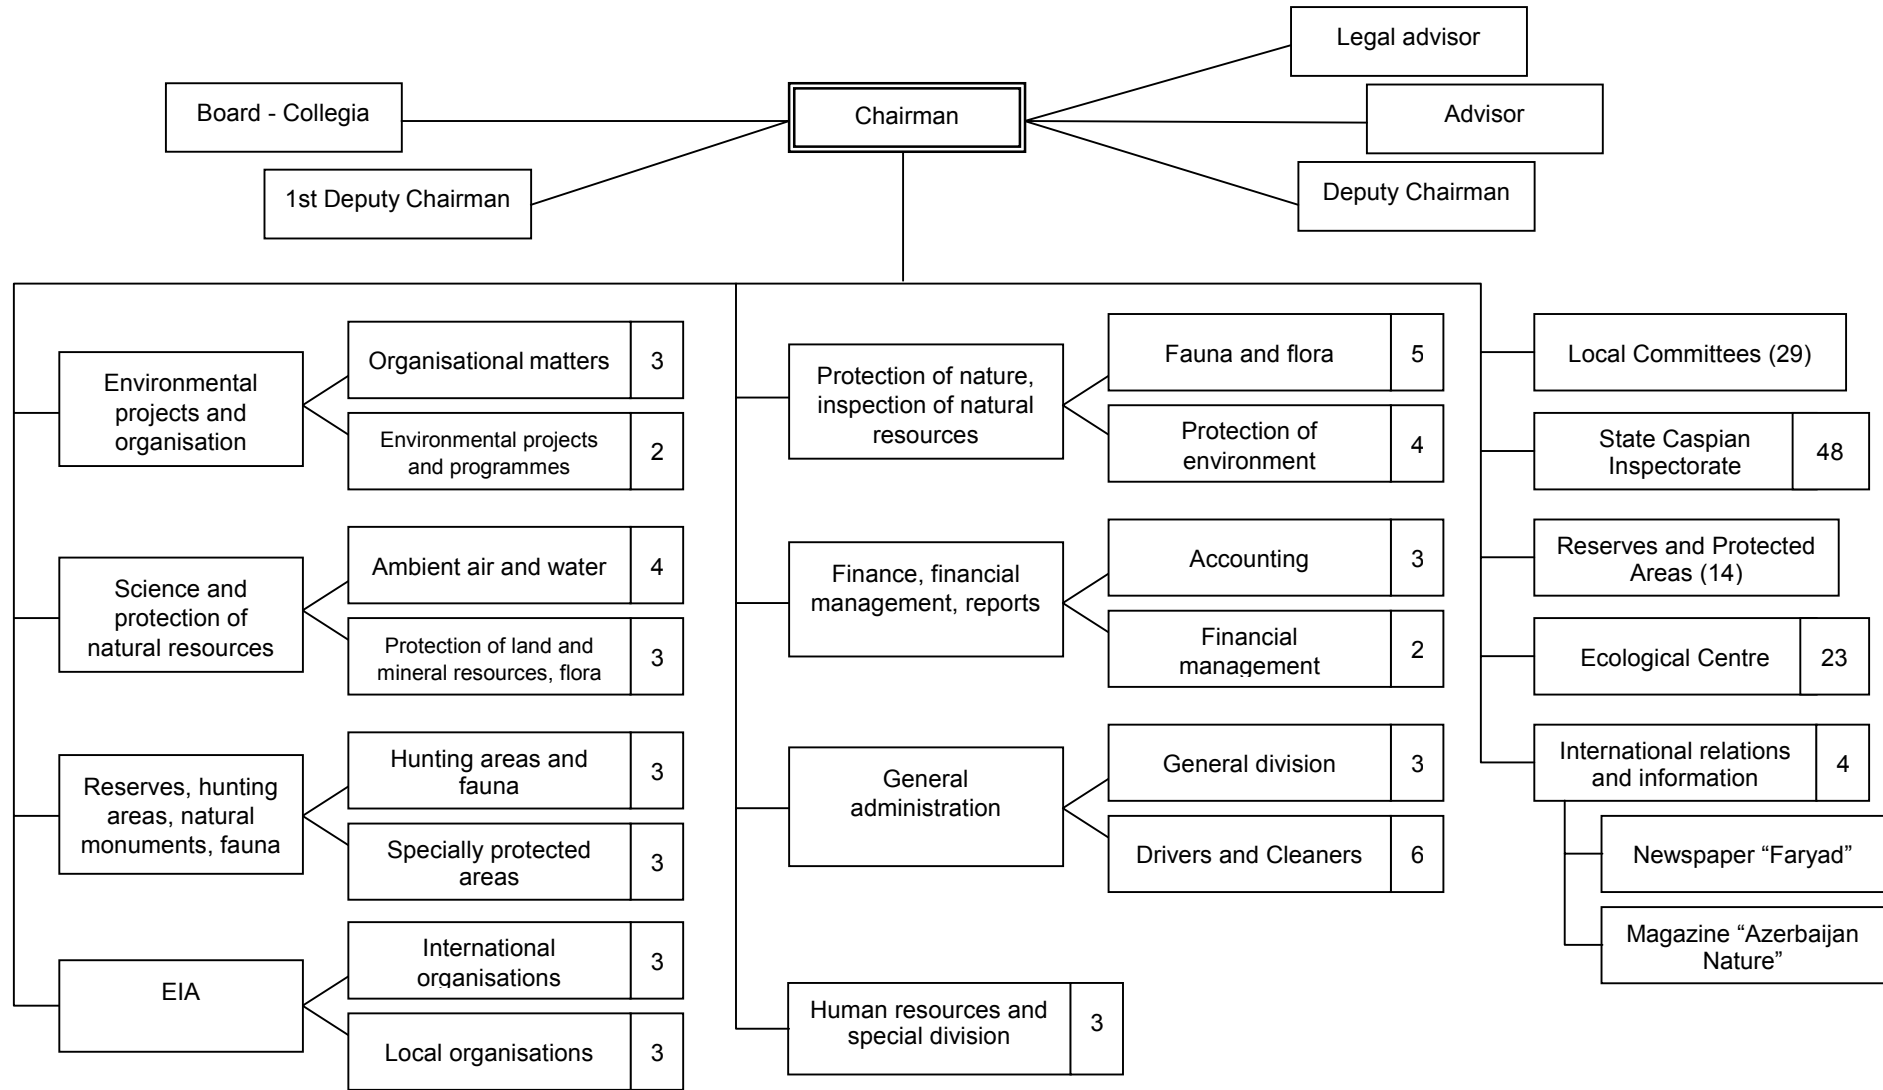 Legal advisor
Board - Collegia
Chairman
Advisor
1st Deputy Chairman
Deputy Chairman
Environmental
projects and
organisation
Organisational matters
3
Environmental projects
and programmes
2
Science and
protection of
natural resources
Ambient air and water
4
Protection of land and
mineral resources, flora
3
Reserves, hunting
areas, natural
monuments, fauna
Hunting areas and
fauna
3
Specially protected
areas
3
EIA
International
organisations
3
Local organisations
3
Protection of nature,
inspection of natural
resources
Fauna and flora
5
Protection of
environment
4
Finance, financial
management, reports
Accounting
3
Financial
management
2
General
administration
General division
3
Drivers and Cleaners
6
Human resources and
special division
3
Local Committees (29)
State Caspian
Inspectorate
48
Reserves and Protected
Areas (14)
Ecological Centre
23
International relations
and information
4
Newspaper “Faryad”
Magazine “Azerbaijan
Nature”